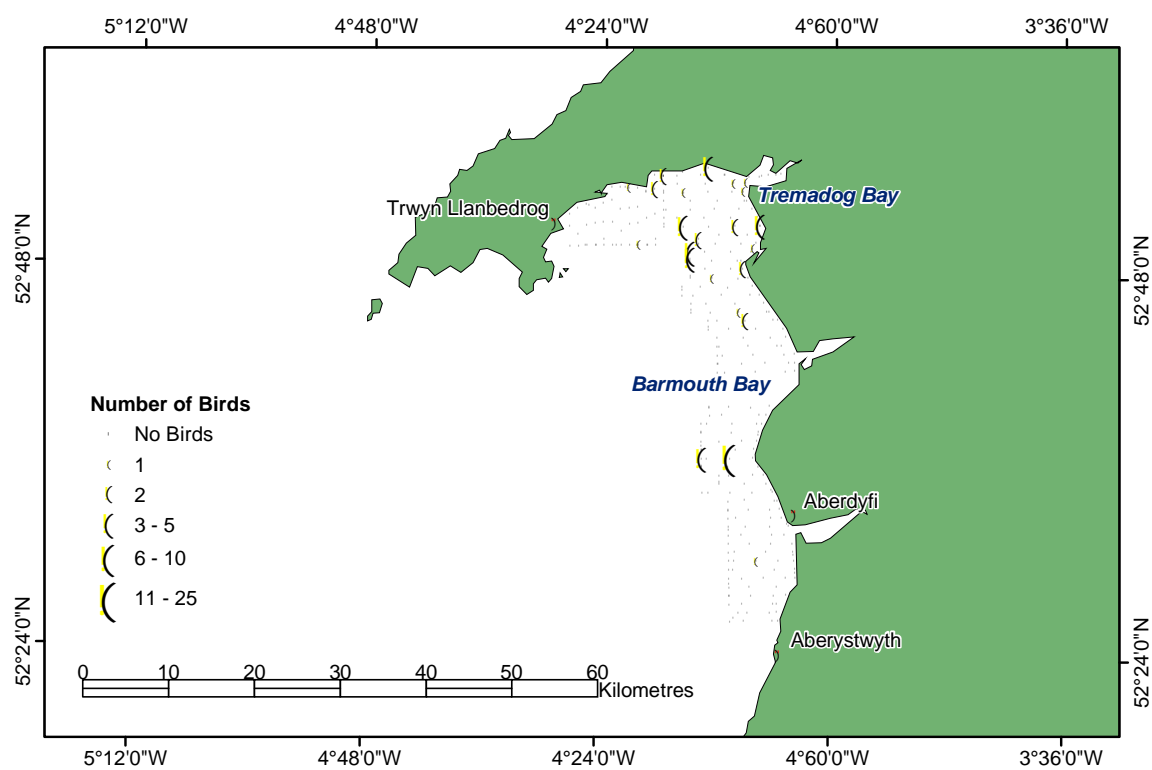 5°12'0"W 4°48'0"W 4°24'0"W 4°60'0"W 3°36'0"W
Tremadog Bay
Trwyn Llanbedrog
52°48'0"N 52°48'0"N
Barmouth Bay
Number of Birds
No Birds
1
2
3 - 5
6 - 10
11 - 25
Aberdyfi
Aberystwyth
52°24'0"N 52°24'0"N
0 10 20 30 40 50 60
Kilometres
5°12'0"W 4°48'0"W 4°24'0"W 4°60'0"W 3°36'0"W